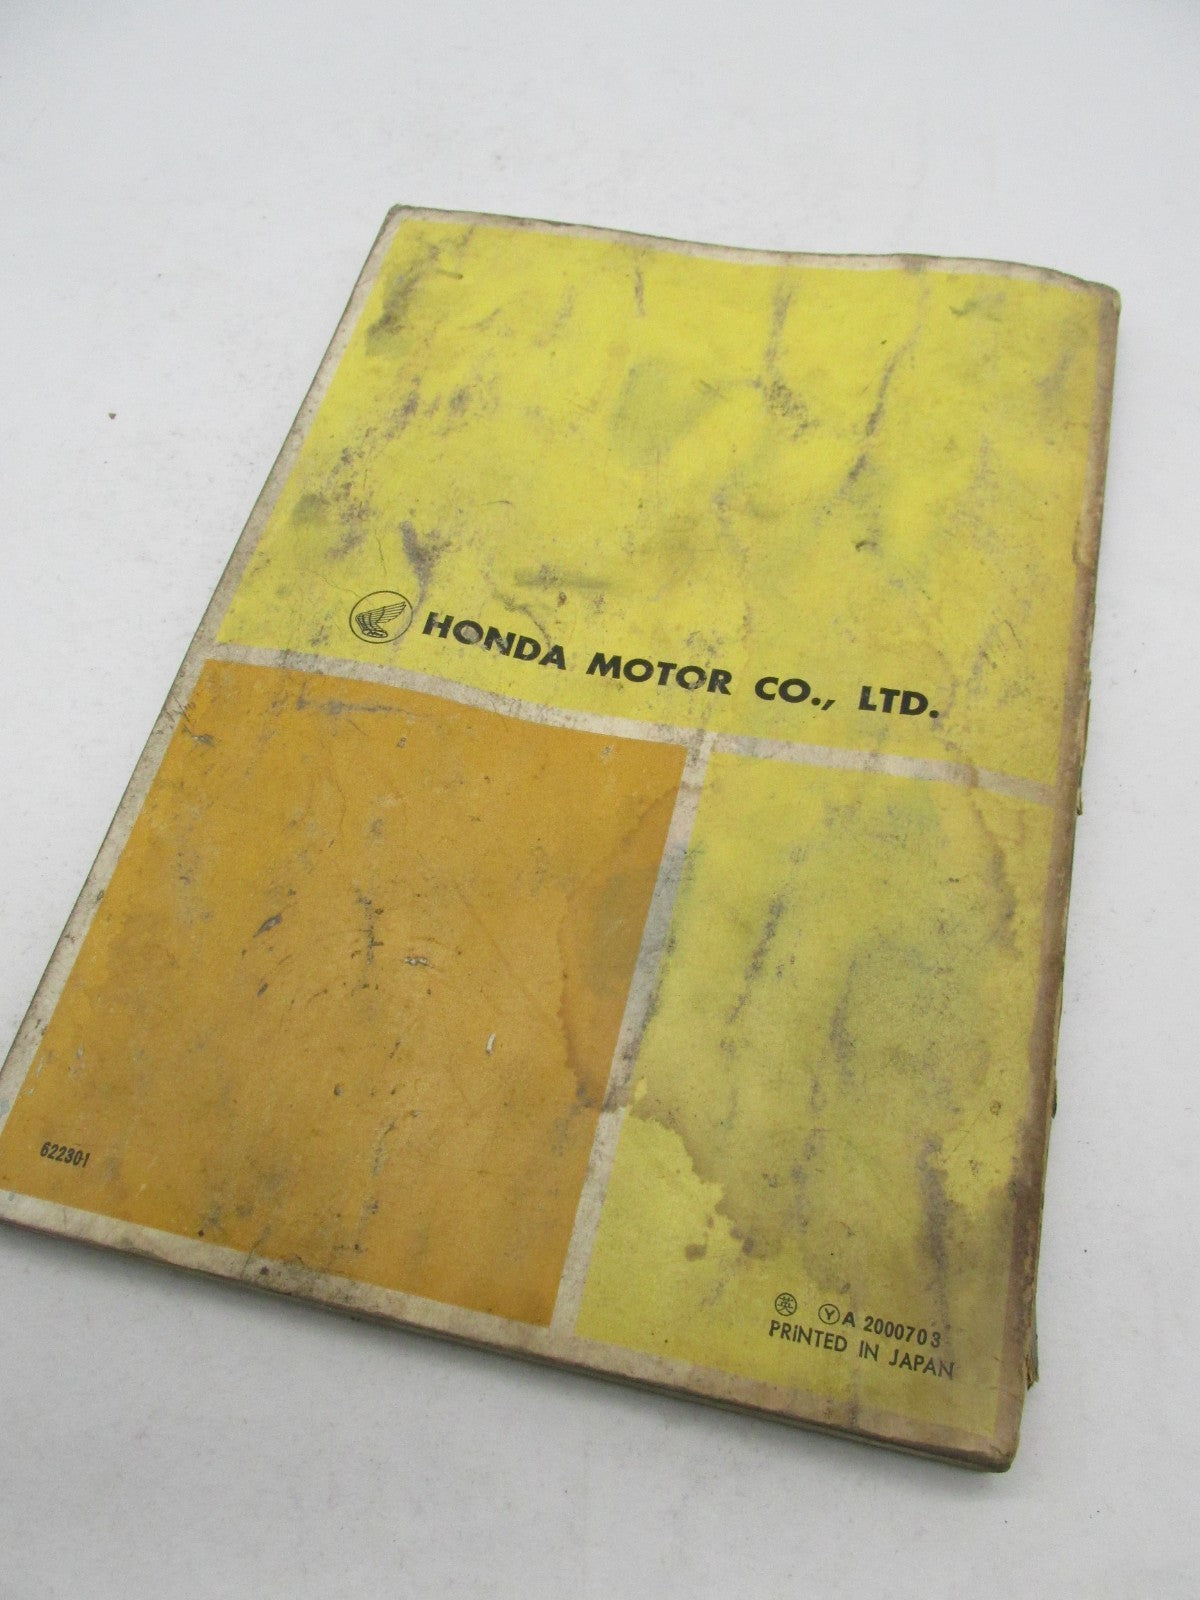 HONDA MOTOR CO., LTD.
622301
英 Ⓨ A 2000703
PRINTED IN JAPAN